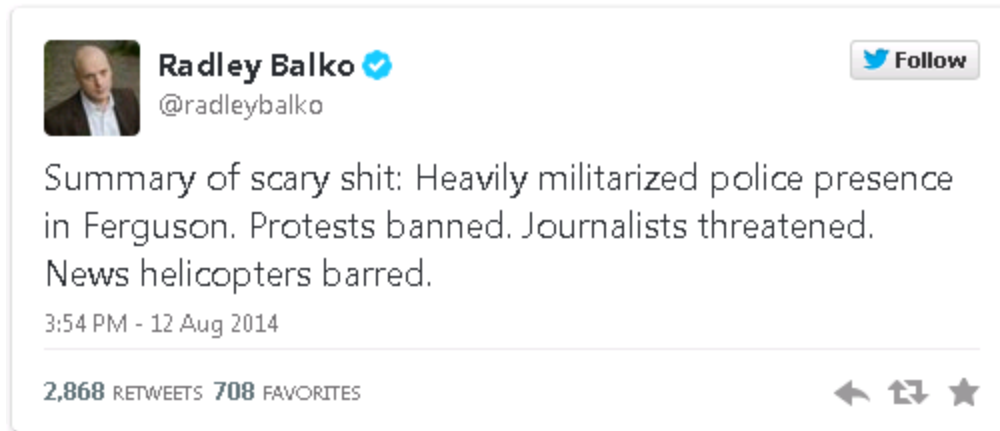 Radley Balko
Follow
@radleybalko
Summary of scary shit: Heavily militarized police presence
in Ferguson. Protests banned. Journalists threatened.
News helicopters barred.
3:54 PM - 12 Aug 2014
2,868 RETWEETS 708 FAVORITES